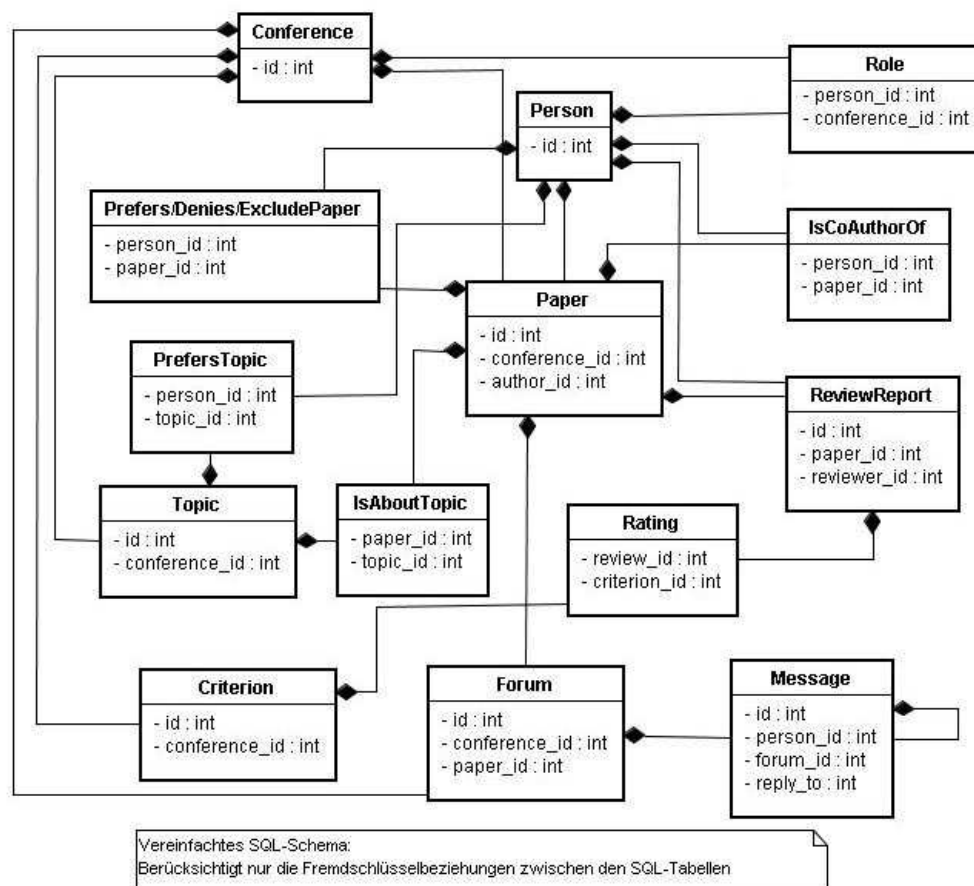 Conference
- id : int
Role
- person_id : int
- conference_id : int
Person
- id : int
Prefers/Denies/ExcludePaper
- person_id : int
- paper_id : int
IsCoAuthorOf
- person_id : int
- paper_id : int
Paper
- id : int
- conference_id : int
- author_id : int
PrefersTopic
- person_id : int
- topic_id : int
ReviewReport
- id : int
- paper_id : int
- reviewer_id : int
Topic
- id : int
- conference_id : int
IsAboutTopic
- paper_id : int
- topic_id : int
Rating
- review_id : int
- criterion_id : int
Criterion
- id : int
- conference_id : int
Forum
- id : int
- conference_id : int
- paper_id : int
Message
- id : int
- person_id : int
- forum_id : int
- reply_to : int
Vereinfachtes SQL-Schema:
Berücksichtigt nur die Fremdschlüsselbeziehungen zwischen den SQL-Tabellen